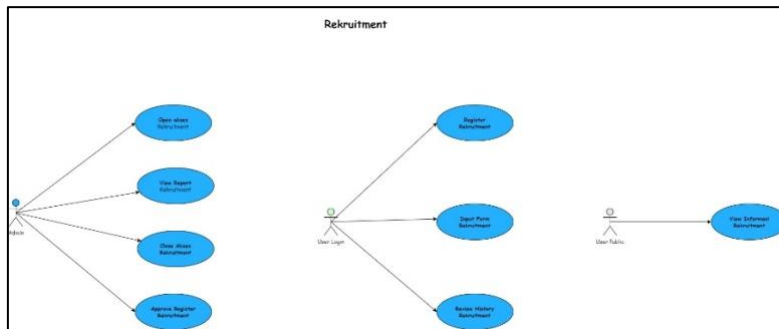 Rekruitment
Open akses
Rekruitment
View Report
Rekruitment
Close Akses
Rekruitment
Approve Register
Rekruitment
Admin
Register
Rekruitment
Input Form
Rekruitment
Review History
Rekruitment
User Login
View Informasi
Rekruitment
User Public